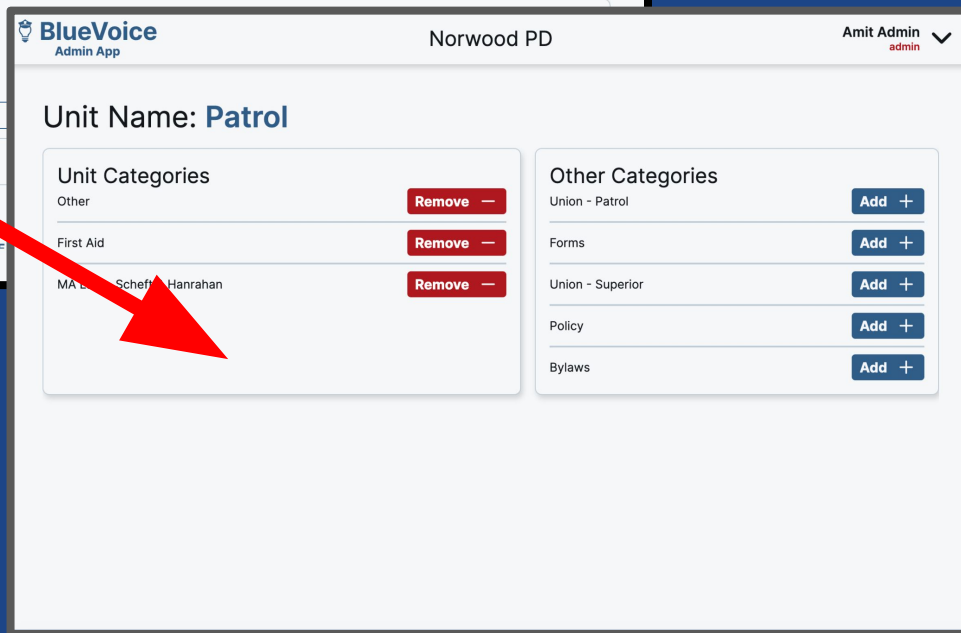 BlueVoice
Admin App
Norwood PD
Amit Admin
admin
Unit Name: Patrol
Unit Categories
Other
Remove
First Aid
Remove
MA Hanrahan
Remove
Other Categories
Union - Patrol
Add +
Forms
Add +
Union - Superior
Add +
Policy
Add +
Bylaws
Add +